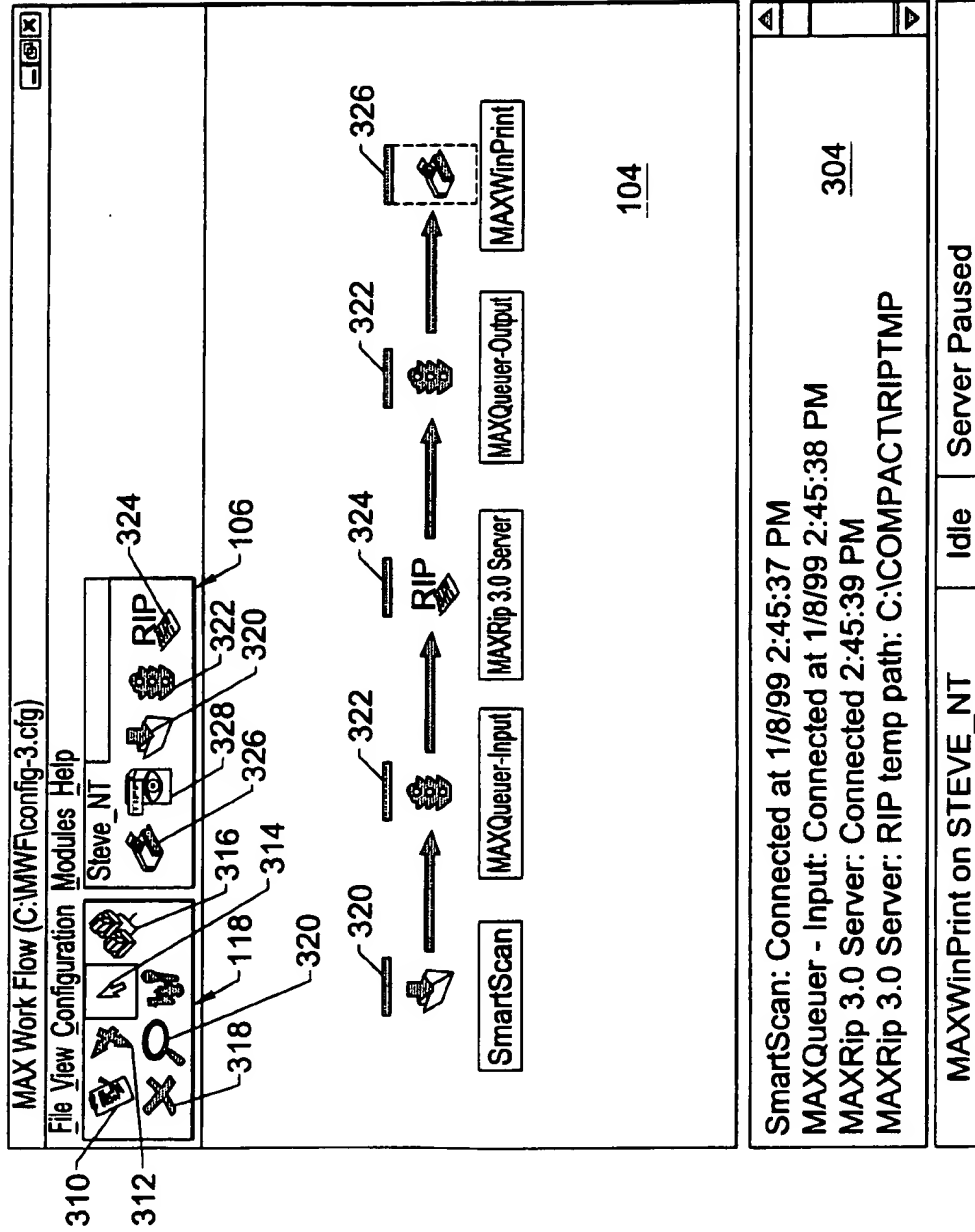 MAX Work Flow (C:\MWF\config-3.cfg)
File View Configuration Modules Help
Steve_NT
RIP
310
312
318
320
118
316
314
326
328
320
322
106
324
320
322
324
322
326
RIP
SmartScan
MAXQueuer-Input
MAXRip 3.0 Server
MAXQueuer-Output
MAXWinPrint
104
SmartScan: Connected at 1/8/99 2:45:37 PM
MAXQueuer - Input: Connected at 1/8/99 2:45:38 PM
MAXRip 3.0 Server: Connected 2:45:39 PM
MAXRip 3.0 Server: RIP temp path: C:\COMPACT\RIPTMP
304
MAXWinPrint on STEVE_NT
Idle
Server Paused